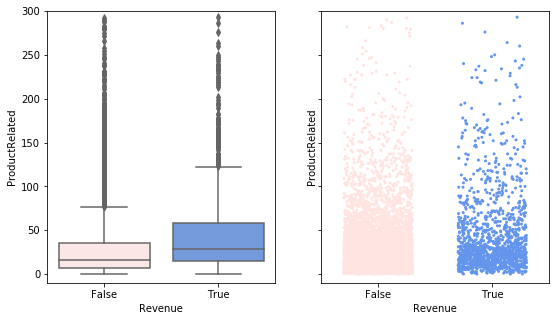 300
250
200
150
100
50
0
ProductRelated
False
True
Revenue
ProductRelated
False
True
Revenue